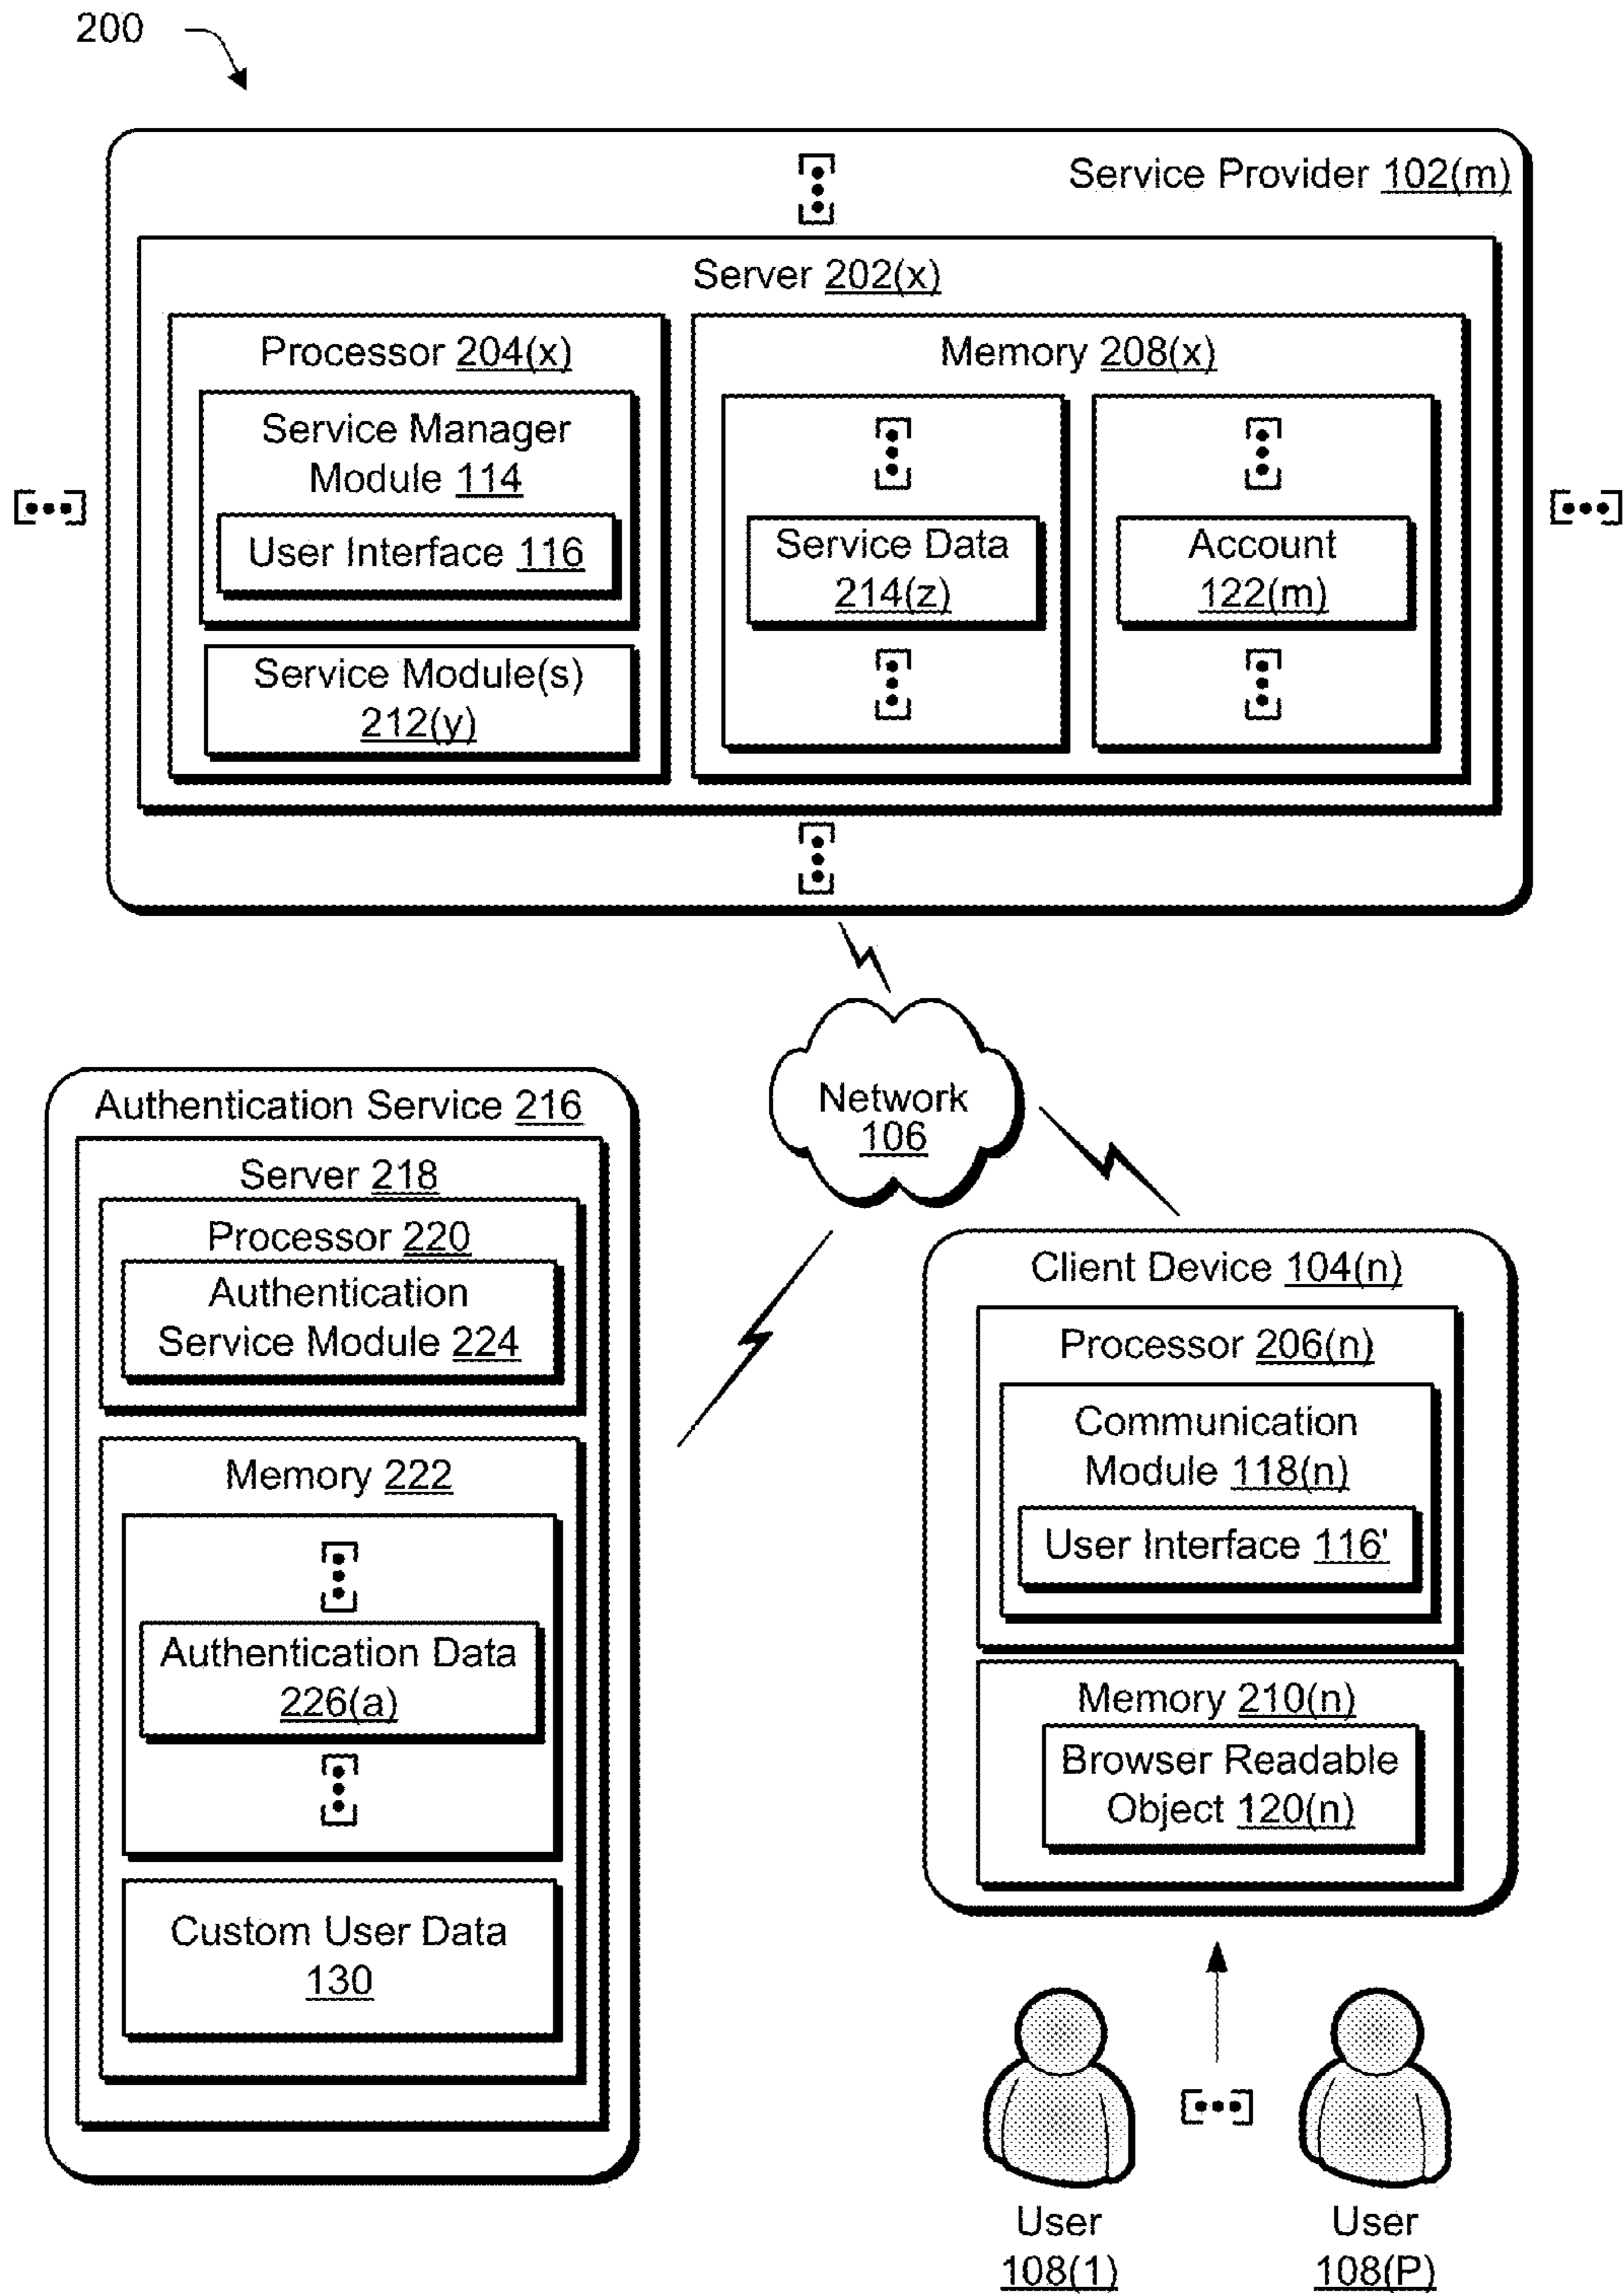 200
Service Provider 102(m)
Server 202(x)
Processor 204(x)
Service Manager
Module 114
User Interface 116
Service Module(s)
212(y)
Memory 208(x)
Service Data
214(z)
Account
122(m)
Network
106
Authentication Service 216
Server 218
Processor 220
Authentication
Service Module 224
Memory 222
Authentication Data
226(a)
Custom User Data
130
Client Device 104(n)
Processor 206(n)
Communication
Module 118(n)
User Interface 116'
Memory 210(n)
Browser Readable
Object 120(n)
User
108(1)
User
108(P)